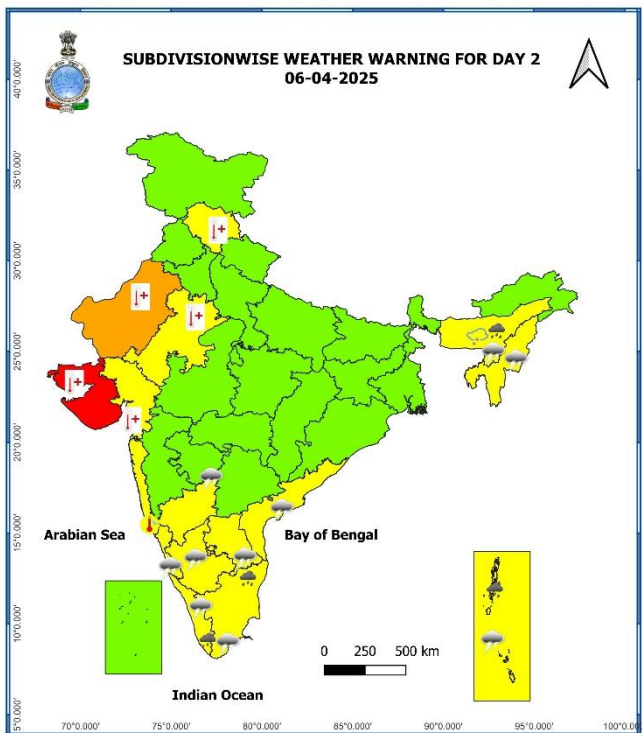 SUBDIVISIONWISE WEATHER WARNING FOR DAY 2
06-04-2025
40°0.000'
35°0.000'
30°0.000'
25°0.000'
20°0.000'
15°0.000'
10°0.000'
5°0.000'
Arabian Sea
Bay of Bengal
0 250 500 km
Indian Ocean
70°0.000' 75°0.000' 80°0.000' 85°0.000' 90°0.000' 95°0.000' 100°0.000'